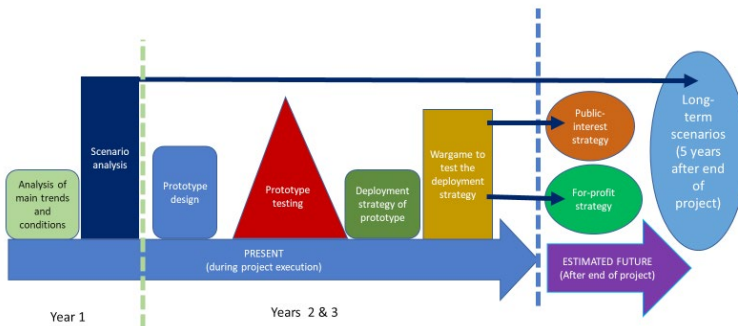 Analysis of
main trends
and
conditions
Scenario
analysis
Prototype
design
Prototype
testing
Deployment
strategy of
prototype
Wargame to
test the
deployment
strategy
Public-
interest
strategy
For-profit
strategy
Long-
term
scenarios
(5 years
after end
of
project)
PRESENT
(during project execution)
ESTIMATED FUTURE
(After end of project)
Year 1
Years 2 & 3